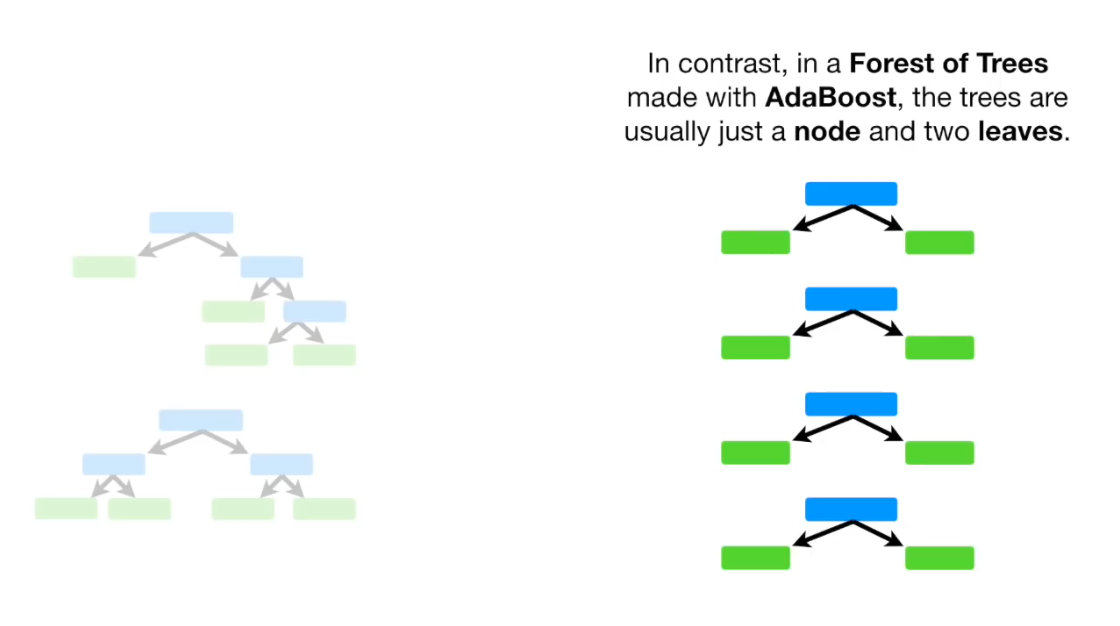 In contrast, in a Forest of Trees
made with AdaBoost, the trees are
usually just a node and two leaves.